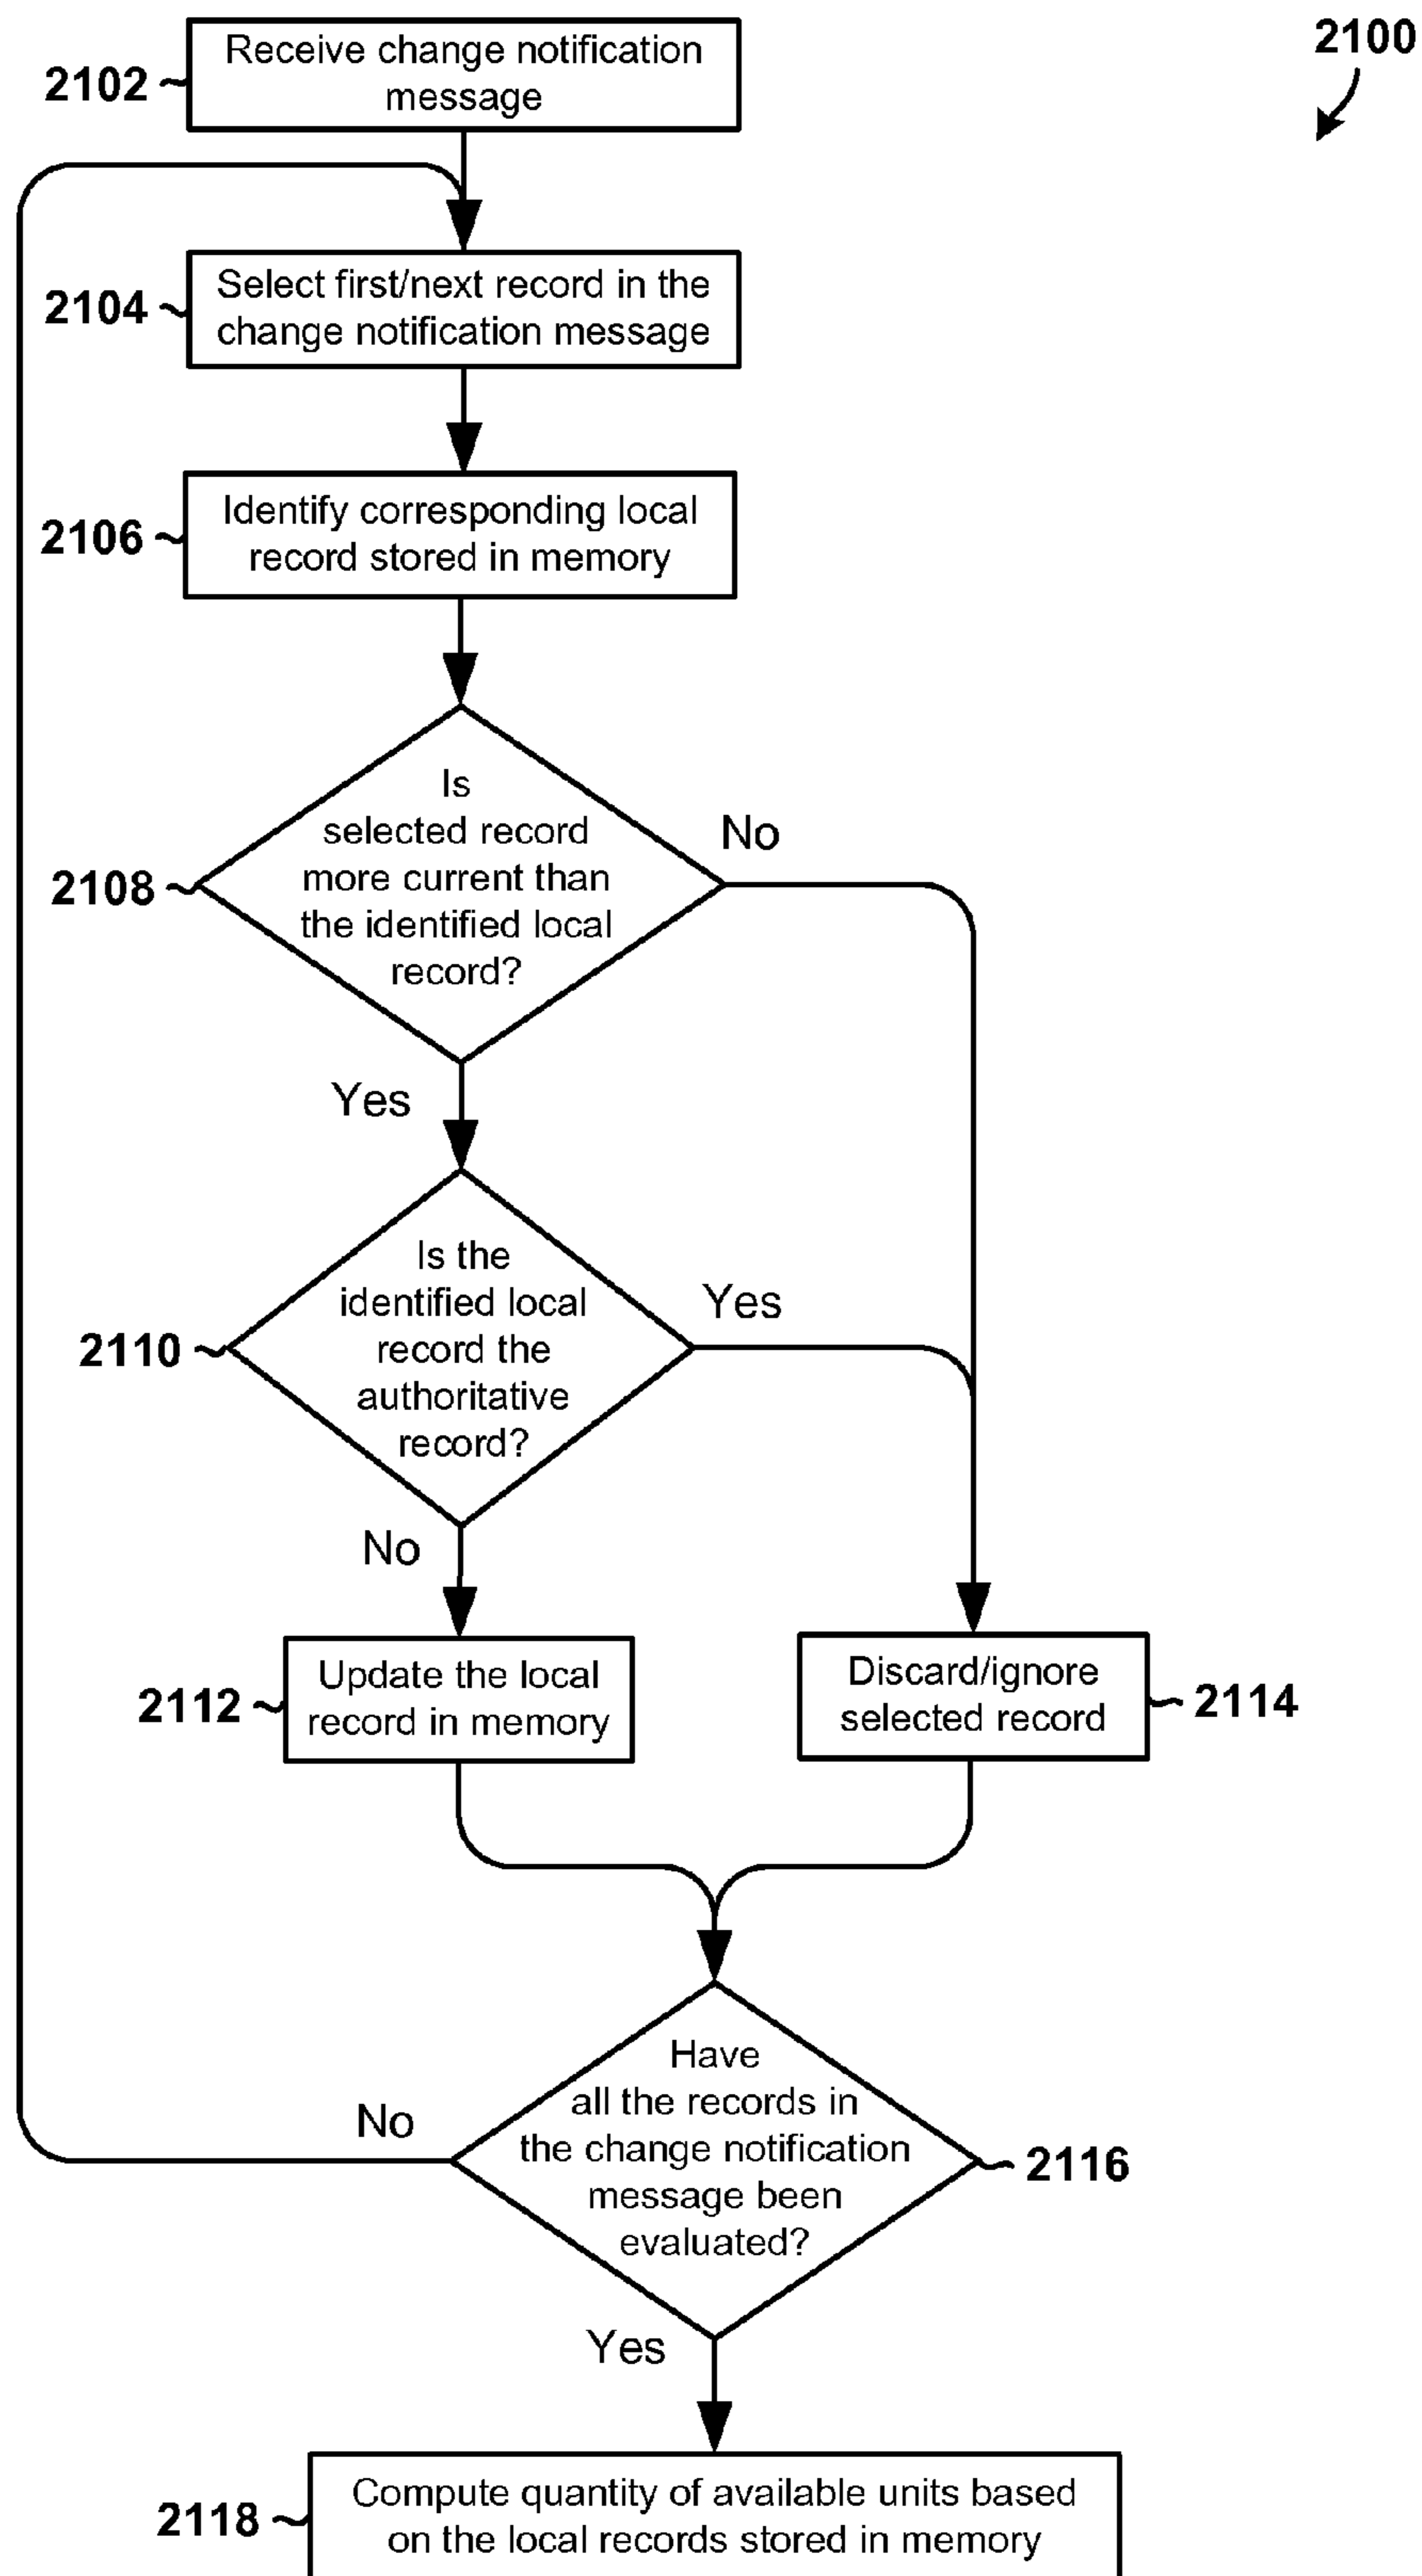 2100
2102
Receive change notification
message
2104
Select first/next record in the
change notification message
2106
Identify corresponding local
record stored in memory
2108
Is
selected record
more current than
the identified local
record?
No
Yes
2110
Is the
identified local
record the
authoritative
record?
Yes
No
2112
Update the local
record in memory
Discard/ignore
selected record
2114
Have
all the records in
the change notification
message been
evaluated?
No
2116
Yes
2118
Compute quantity of available units based
on the local records stored in memory